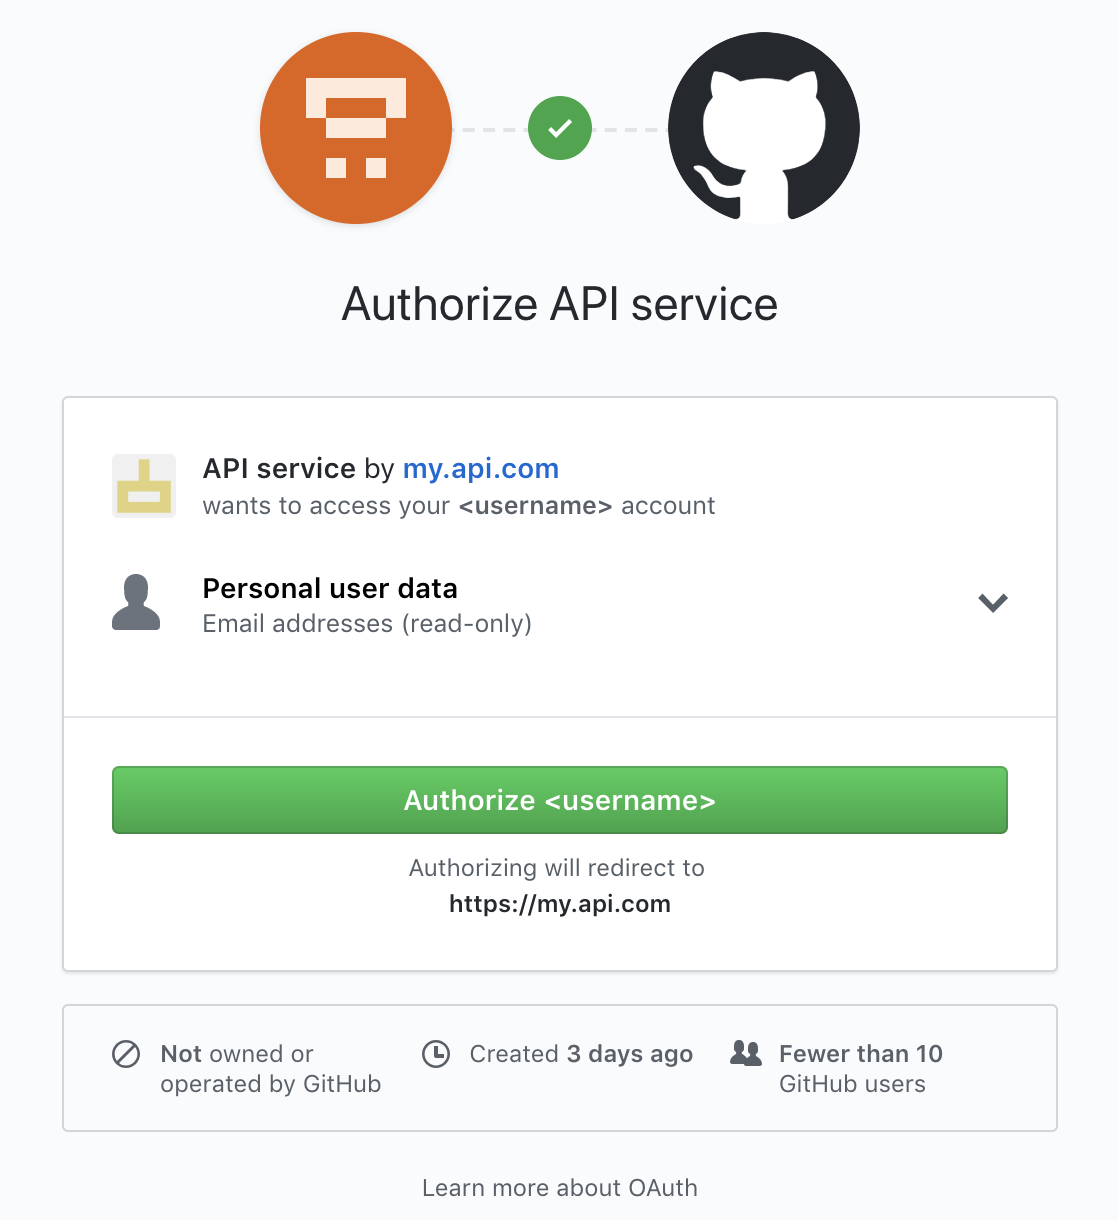 Authorize API service
API service by my.api.com
wants to access your <username> account
Personal user data
Email addresses (read-only)
Authorize <username>
Authorizing will redirect to
https://my.api.com
Not owned or
operated by GitHub
Created 3 days ago
Fewer than 10
GitHub users
Learn more about OAuth